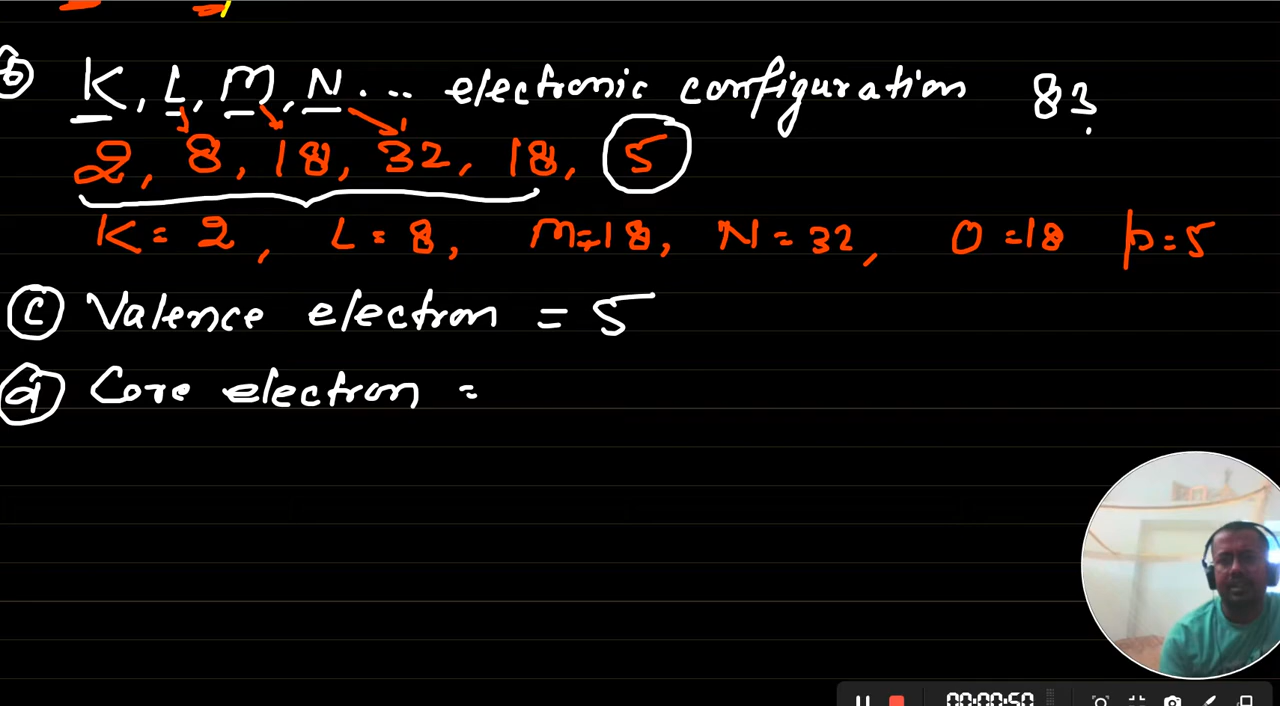 b K, L, M, N... electronic configuration 83
2, 8, 18, 32, 18, 5
K = 2, L = 8, M = 18, N = 32, O = 18 P = 5
c Valence electron = 5
d Core electron =
00:00:50